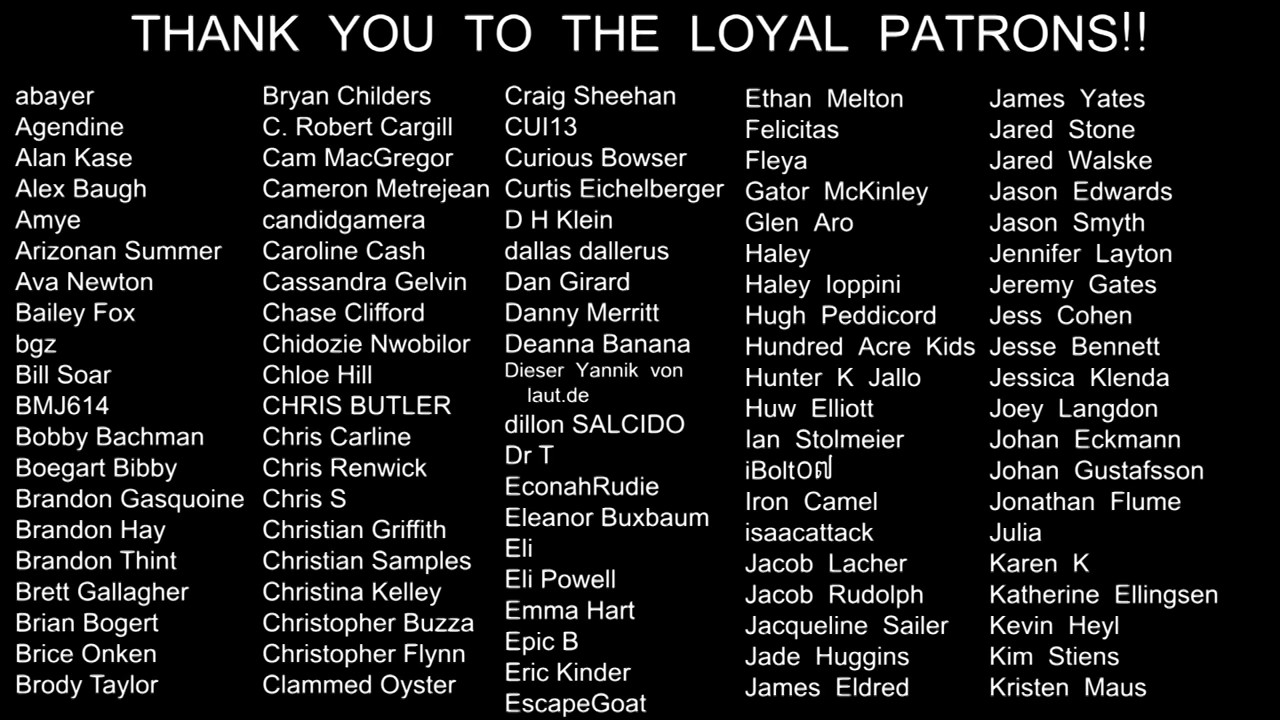 THANK YOU TO THE LOYAL PATRONS!!
abayer
Agendine
Alan Kase
Alex Baugh
Amye
Arizonan Summer
Ava Newton
Bailey Fox
bgz
Bill Soar
BMJ614
Bobby Bachman
Boegart Bibby
Brandon Gasquoine
Brandon Hay
Brandon Thint
Brett Gallagher
Brian Bogert
Brice Onken
Brody Taylor
Bryan Childers
C. Robert Cargill
Cam MacGregor
Cameron Metrejean
candidgamera
Caroline Cash
Cassandra Gelvin
Chase Clifford
Chidozie Nwobilor
Chloe Hill
CHRIS BUTLER
Chris Carline
Chris Renwick
Chris S
Christian Griffith
Christian Samples
Christina Kelley
Christopher Buzza
Christopher Flynn
Clammed Oyster
Craig Sheehan
CUI13
Curious Bowser
Curtis Eichelberger
D H Klein
dallas dallerus
Dan Girard
Danny Merritt
Deanna Banana
Dieser Yannik von
laut.de
dillon SALCIDO
Dr T
EconahRudie
Eleanor Buxbaum
Eli
Eli Powell
Emma Hart
Epic B
Eric Kinder
EscapeGoat
Ethan Melton
Felicitas
Fleya
Gator McKinley
Glen Aro
Haley
Haley Ioppini
Hugh Peddicord
Hundred Acre Kids
Hunter K Jallo
Huw Elliott
Ian Stolmeier
Iron Camel
isaacattack
Jacob Lacher
Jacob Rudolph
Jacqueline Sailer
Jade Huggins
James Eldred
James Yates
Jared Stone
Jared Walske
Jason Edwards
Jason Smyth
Jennifer Layton
Jeremy Gates
Jess Cohen
Jesse Bennett
Jessica Klenda
Joey Langdon
Johan Eckmann
Johan Gustafsson
Jonathan Flume
Julia
Karen K
Katherine Ellingsen
Kevin Heyl
Kim Stiens
Kristen Maus